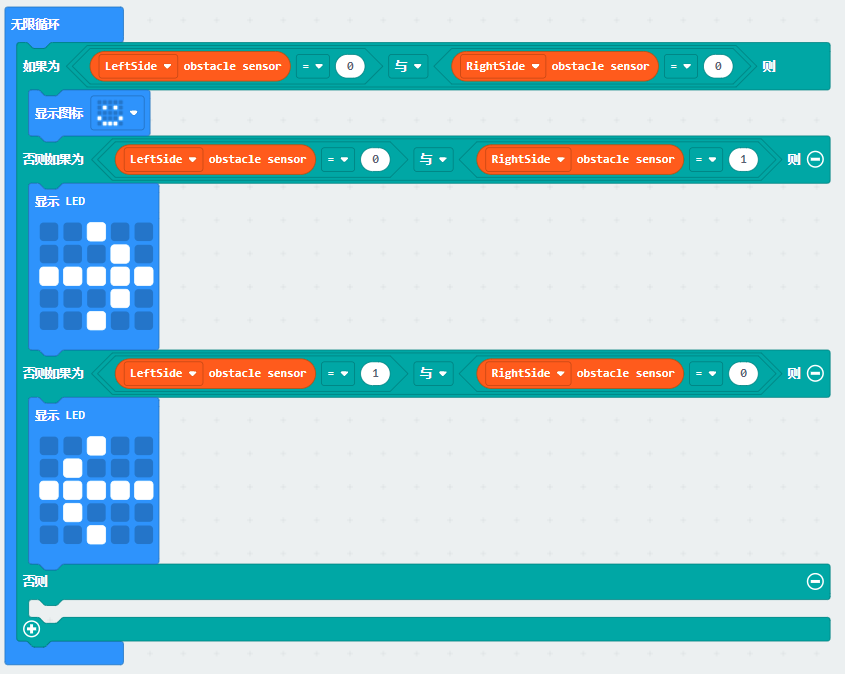 无限循环
如果为 LeftSide obstacle sensor = 0 与 RightSide obstacle sensor = 0 则
显示图标
否则如果为 LeftSide obstacle sensor = 0 与 RightSide obstacle sensor = 1 则
显示 LED
否则如果为 LeftSide obstacle sensor = 1 与 RightSide obstacle sensor = 0 则
显示 LED
否则